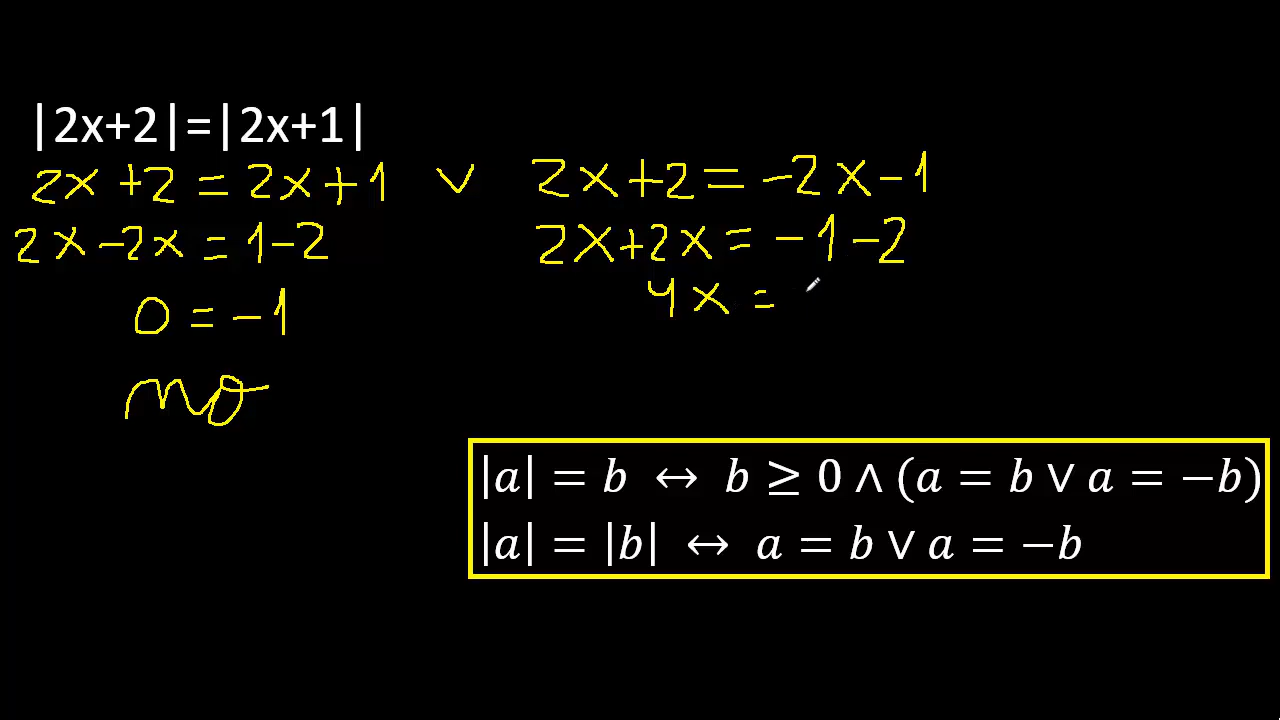 |2x+2|=|2x+1|
2x+2=2x+1 ∨ 2x+2=-2x-1
2x-2x=1-2 2x+2x=-1-2
0=-1 4x=
no
|a| = b ↔ b ≥ 0 ∧ (a = b ∨ a = −b)
|a| = |b| ↔ a = b ∨ a = −b